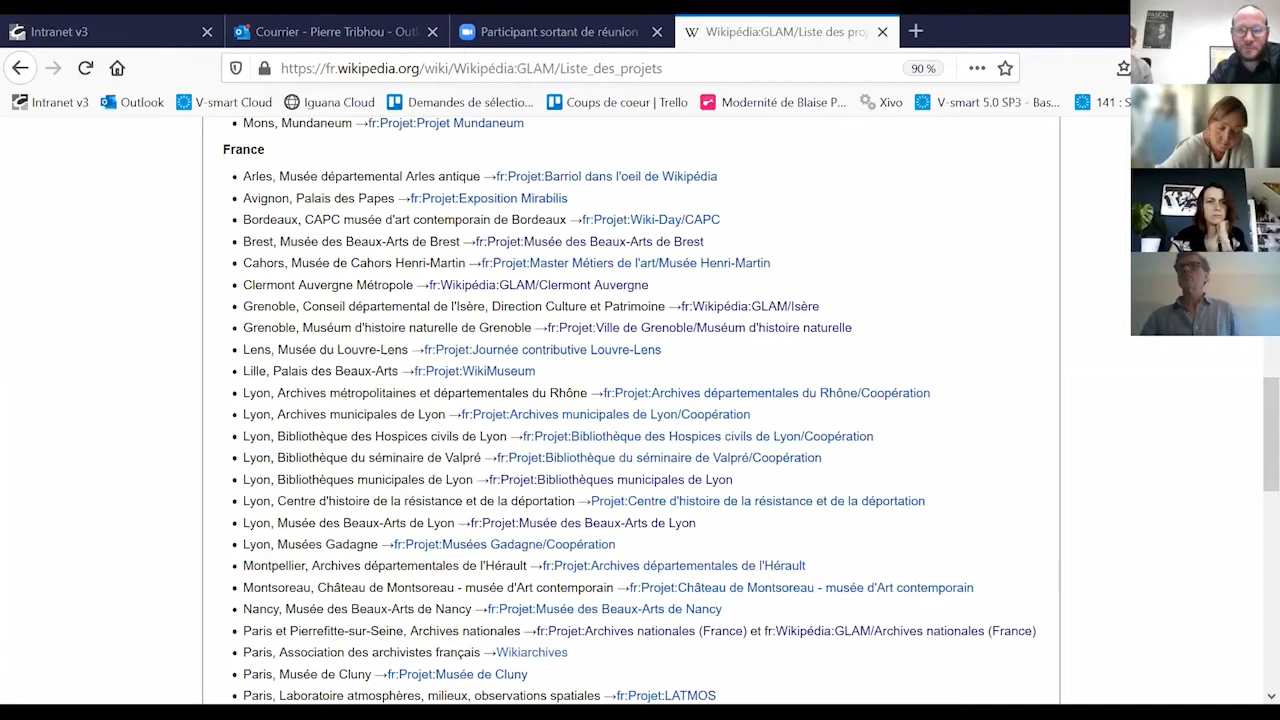 Intranet v3
Courrier - Pierre Tribhou - Outl
Participant sortant de réunion
W Wikipédia:GLAM/Liste des proj
https://fr.wikipedia.org/wiki/Wikipédia:GLAM/Liste_des_projets
90 %
Intranet v3 Outlook V-smart Cloud Iguana Cloud Demandes de sélectio... Coups de coeur | Trello Modernité de Blaise P... Xivo V-smart 5.0 SP3 - Bas... 141 : S
PASCAL
• Mons, Mundaneum →fr:Projet:Projet Mundaneum
France
• Arles, Musée départemental Arles antique →fr:Projet:Barriol dans l'oeil de Wikipédia
• Avignon, Palais des Papes →fr:Projet:Exposition Mirabilis
• Bordeaux, CAPC musée d'art contemporain de Bordeaux →fr:Projet:Wiki-Day/CAPC
• Brest, Musée des Beaux-Arts de Brest →fr:Projet:Musée des Beaux-Arts de Brest
• Cahors, Musée de Cahors Henri-Martin →fr:Projet:Master Métiers de l'art/Musée Henri-Martin
• Clermont Auvergne Métropole →fr:Wikipédia:GLAM/Clermont Auvergne
• Grenoble, Conseil départemental de l'Isère, Direction Culture et Patrimoine →fr:Wikipédia:GLAM/Isère
• Grenoble, Muséum d'histoire naturelle de Grenoble →fr:Projet:Ville de Grenoble/Muséum d'histoire naturelle
• Lens, Musée du Louvre-Lens →fr:Projet:Journée contributive Louvre-Lens
• Lille, Palais des Beaux-Arts →fr:Projet:WikiMuseum
• Lyon, Archives métropolitaines et départementales du Rhône →fr:Projet:Archives départementales du Rhône/Coopération
• Lyon, Archives municipales de Lyon →fr:Projet:Archives municipales de Lyon/Coopération
• Lyon, Bibliothèque des Hospices civils de Lyon →fr:Projet:Bibliothèque des Hospices civils de Lyon/Coopération
• Lyon, Bibliothèque du séminaire de Valpré →fr:Projet:Bibliothèque du séminaire de Valpré/Coopération
• Lyon, Bibliothèques municipales de Lyon →fr:Projet:Bibliothèques municipales de Lyon
• Lyon, Centre d'histoire de la résistance et de la déportation →Projet:Centre d'histoire de la résistance et de la déportation
• Lyon, Musée des Beaux-Arts de Lyon →fr:Projet:Musée des Beaux-Arts de Lyon
• Lyon, Musées Gadagne →fr:Projet:Musées Gadagne/Coopération
• Montpellier, Archives départementales de l'Hérault →fr:Projet:Archives départementales de l'Hérault
• Montsoreau, Château de Montsoreau - musée d'Art contemporain →fr:Projet:Château de Montsoreau - musée d'Art contemporain
• Nancy, Musée des Beaux-Arts de Nancy →fr:Projet:Musée des Beaux-Arts de Nancy
• Paris et Pierrefitte-sur-Seine, Archives nationales →fr:Projet:Archives nationales (France) et fr:Wikipédia:GLAM/Archives nationales (France)
• Paris, Association des archivistes français →Wikiarchives
• Paris, Musée de Cluny →fr:Projet:Musée de Cluny
• Paris, Laboratoire atmosphères, milieux, observations spatiales →fr:Projet:LATMOS